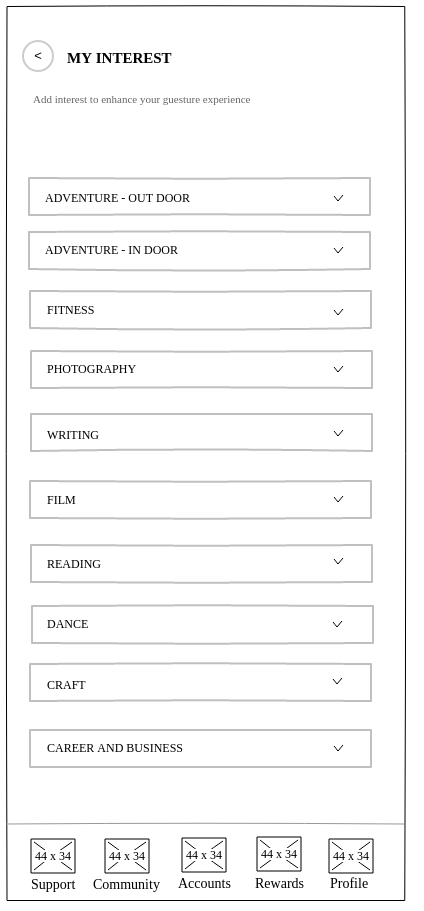 <
MY INTEREST
Add interest to enhance your guesture experience
ADVENTURE - OUT DOOR
ADVENTURE - IN DOOR
FITNESS
PHOTOGRAPHY
WRITING
FILM
READING
DANCE
CRAFT
CAREER AND BUSINESS
44 x 34 44 x 34 44 x 34 44 x 34 44 x 34
Support Community Accounts Rewards Profile